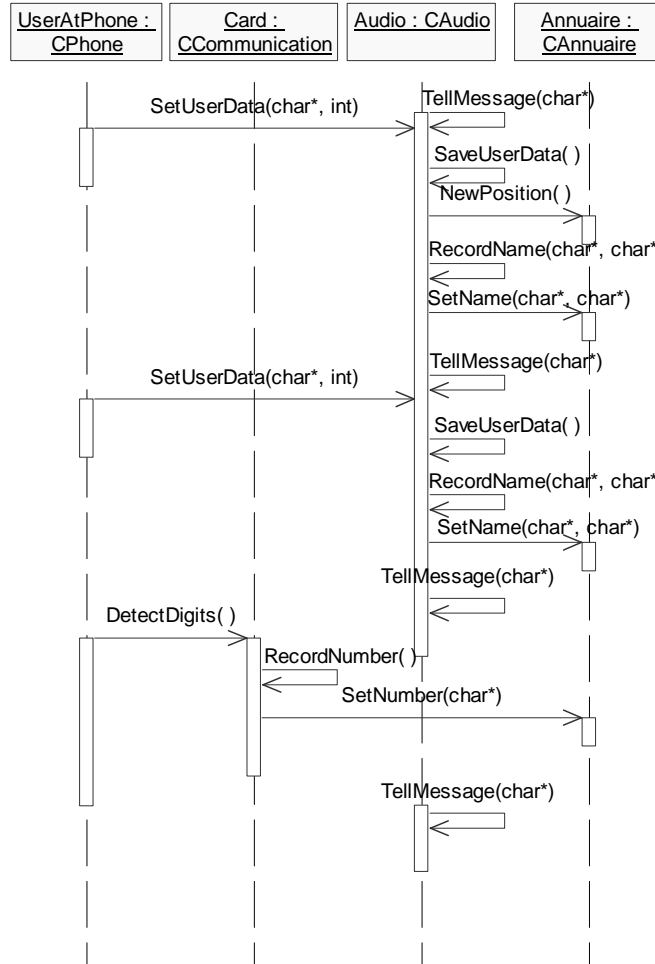 UserAtPhone :
CPhone
Card :
CCommunication
Audio : CAudio
Annuaire :
CAnnuaire
TellMessage(char*)
SetUserData(char*, int)
SaveUserData( )
NewPosition( )
RecordName(char*, char*
SetName(char*, char*)
TellMessage(char*)
SetUserData(char*, int)
SaveUserData( )
RecordName(char*, char*
SetName(char*, char*)
TellMessage(char*)
DetectDigits( )
RecordNumber( )
SetNumber(char*)
TellMessage(char*)